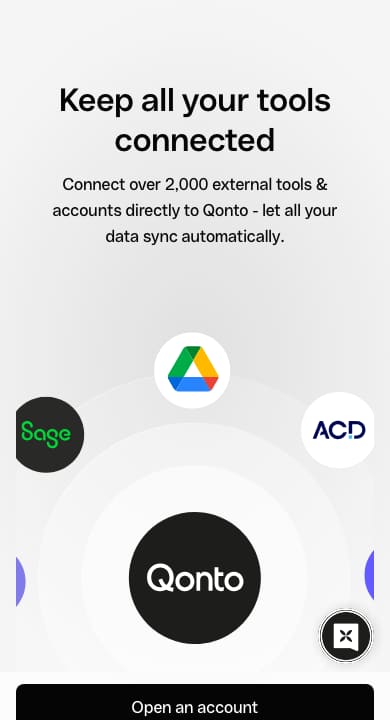 Keep all your tools
connected
Connect over 2,000 external tools &
accounts directly to Qonto - let all your
data sync automatically.
Sage
ACD
Qonto
Open an account